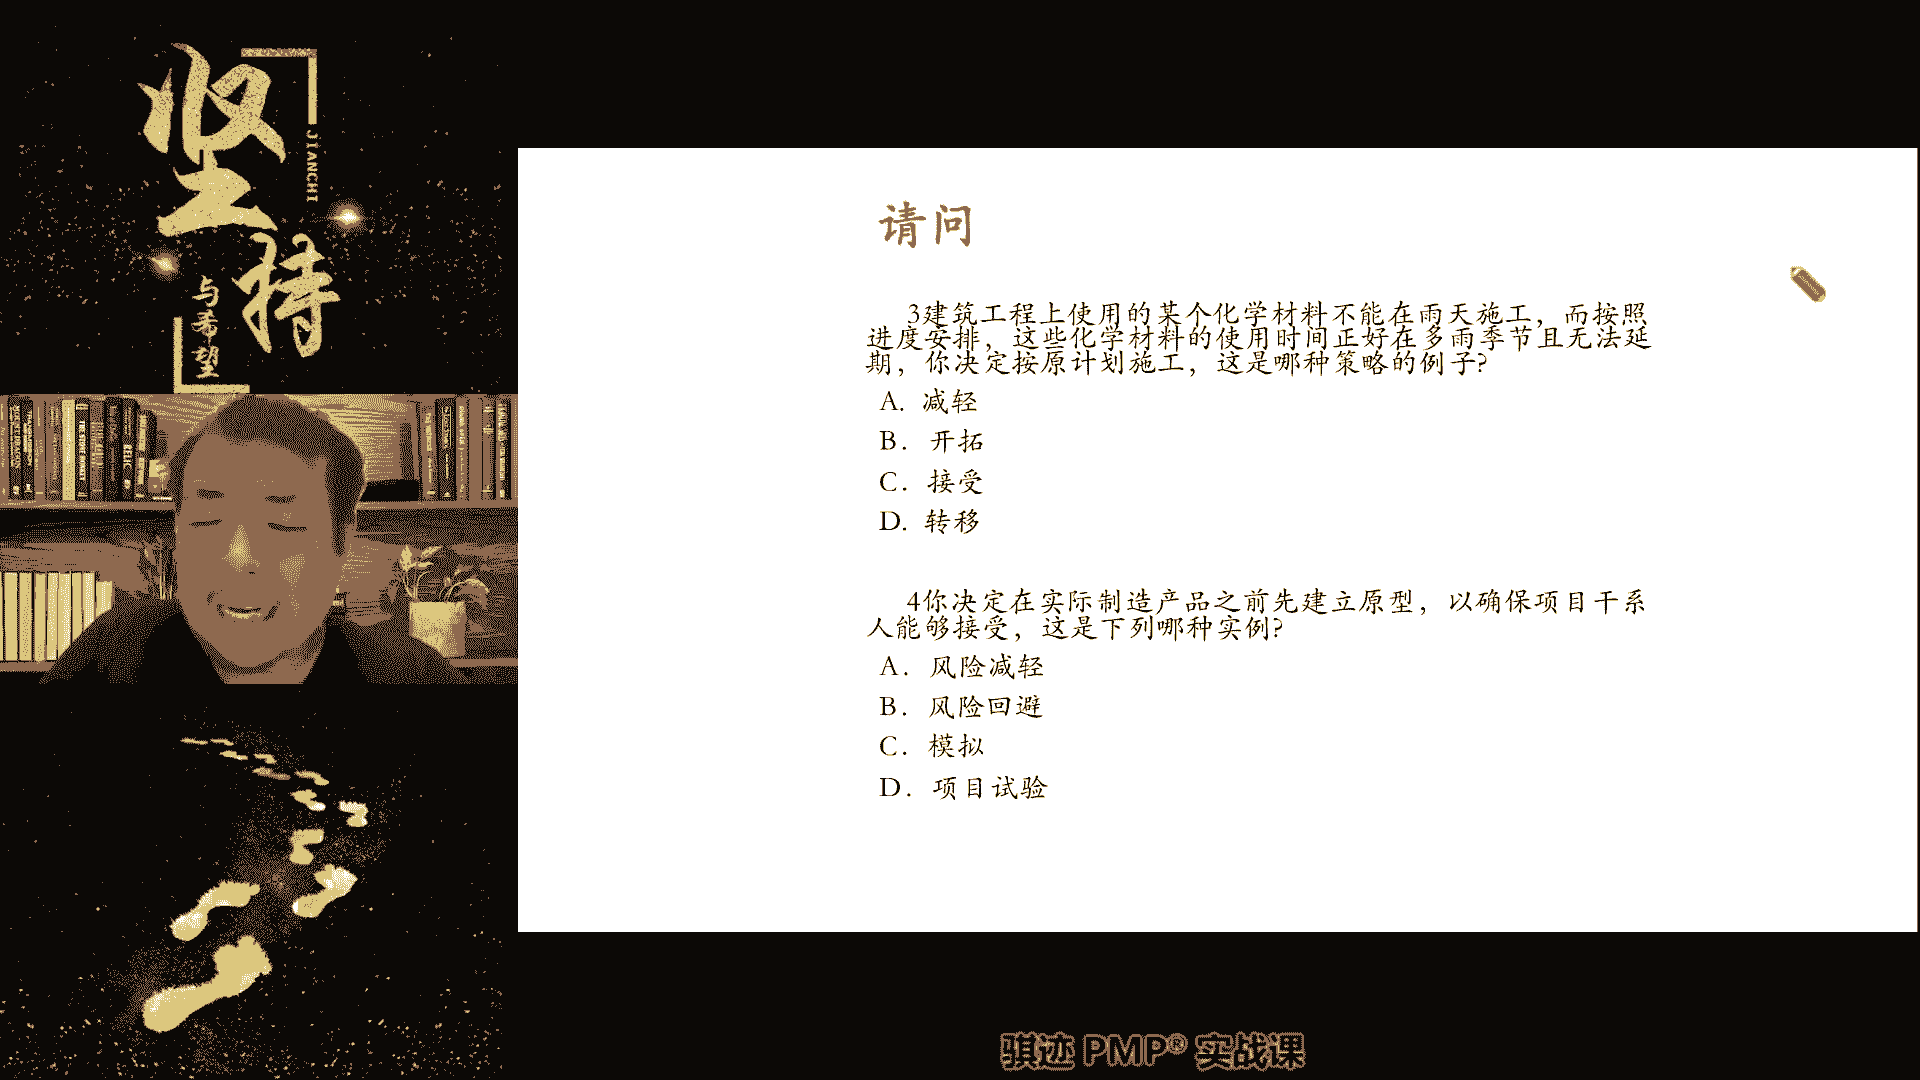 坚持
JIANCHI
与希望
请问
3建筑工程上使用的某个化学材料不能在雨天施工，而按照
进度安排，这些化学材料的使用时间正好在多雨季节且无法延
期，你决定按原计划施工，这是哪种策略的例子?
A. 减轻
B. 开拓
C. 接受
D. 转移
4你决定在实际制造产品之前先建立原型，以确保项目干系
人能够接受，这是下列哪种实例?
A. 风险减轻
B. 风险回避
C. 模拟
D. 项目试验
骐迹 PMP® 实战课